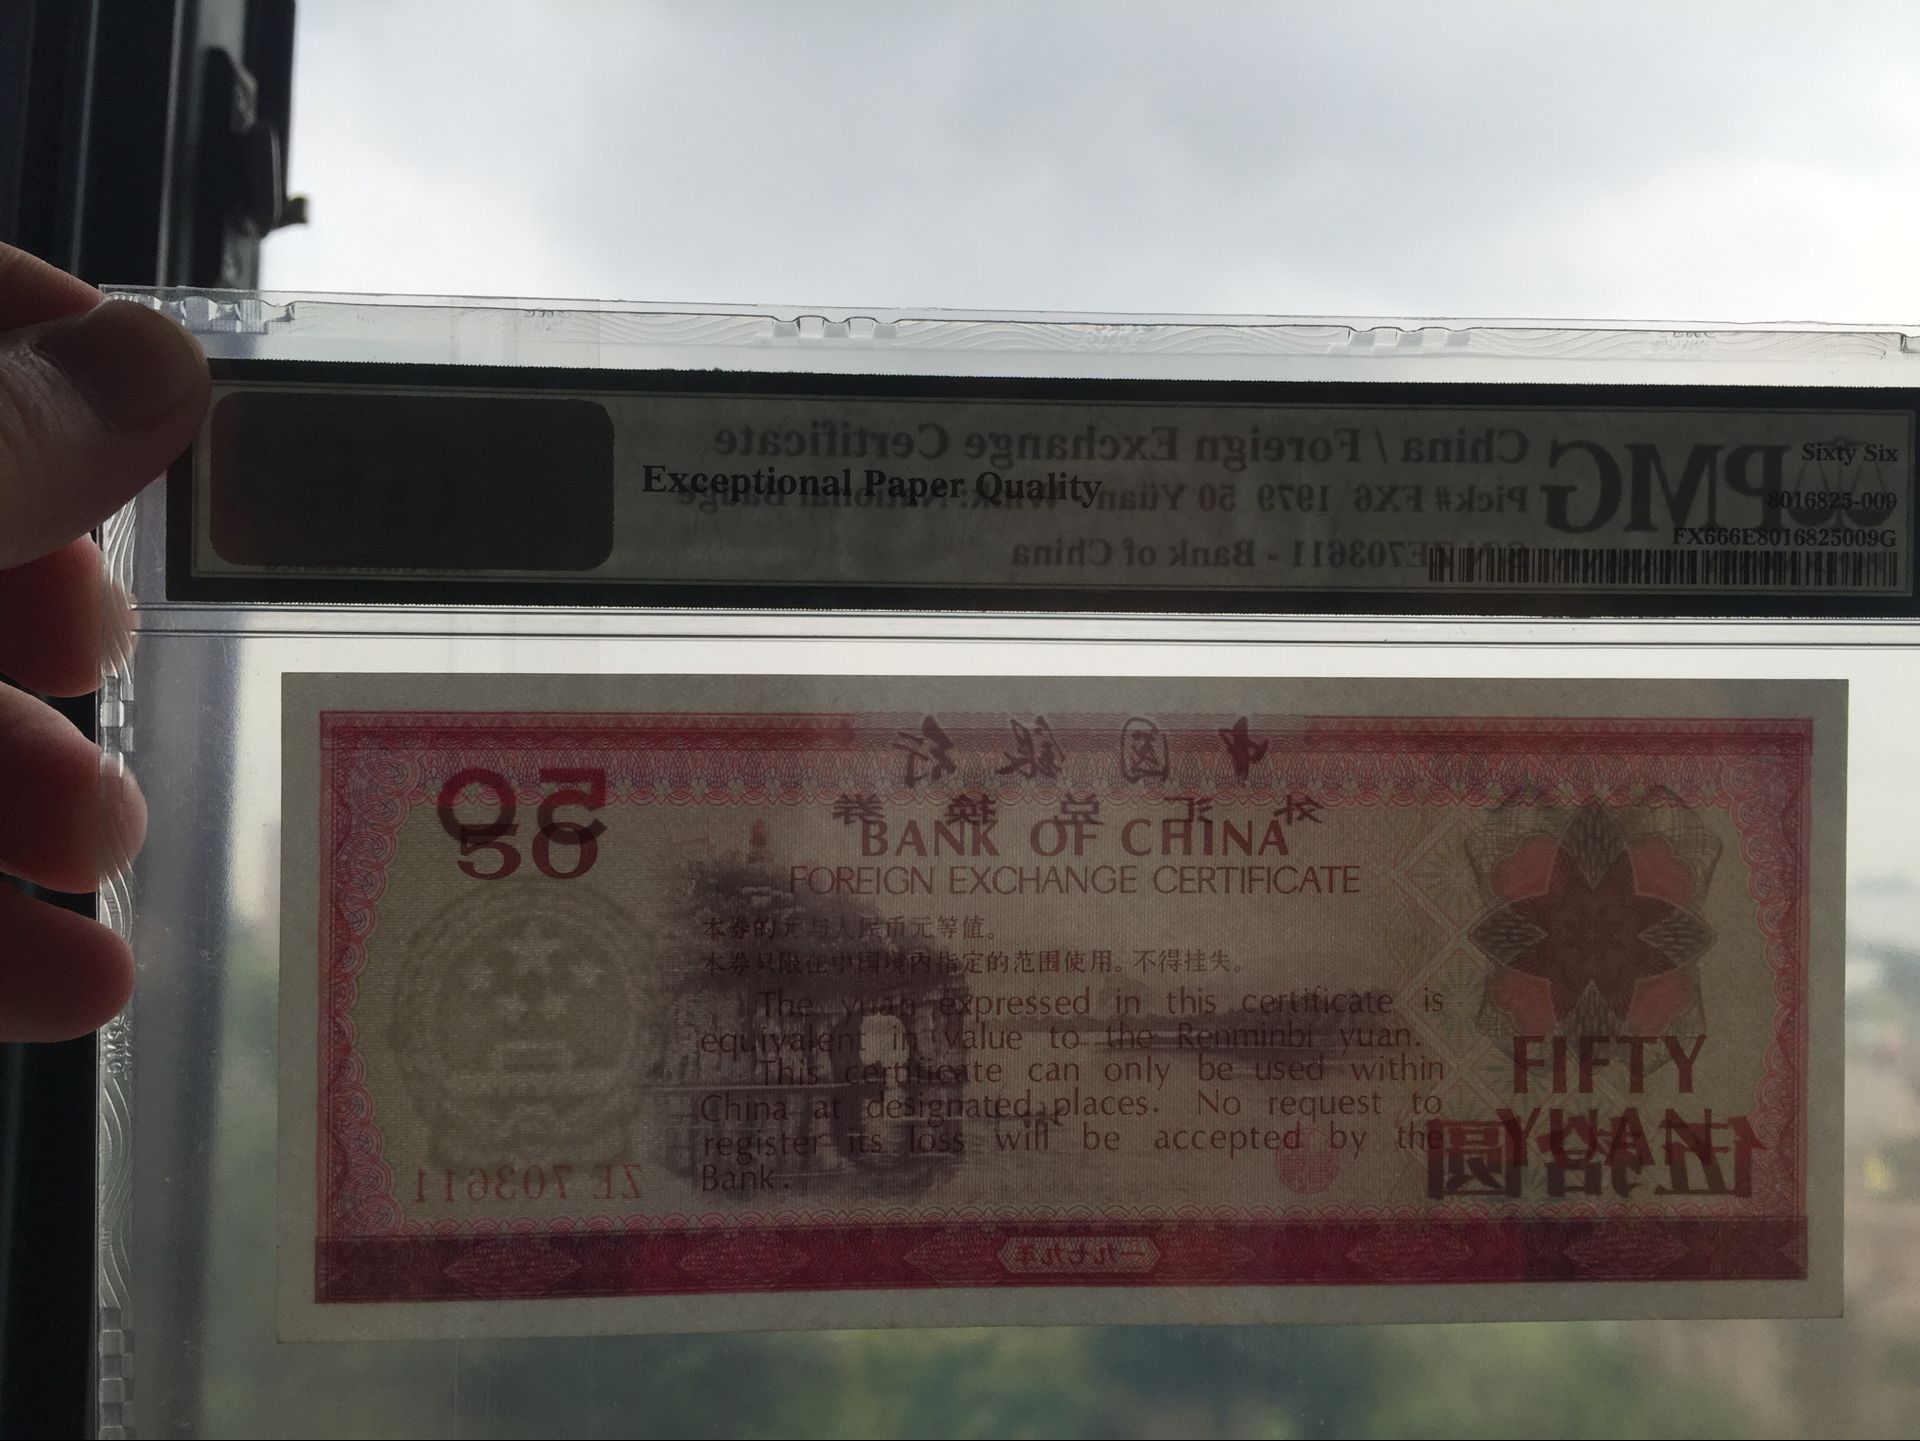 China / Foreign Exchange Certificate
Exceptional Paper Quality
Pick# FX6 1979 50 Yüan
PMG
Sixty Six
8016825-009
FX666E8016825009G
ZE703611 - Bank of China
中国银行
外汇兑换券
50
50
BANK OF CHINA
FOREIGN EXCHANGE CERTIFICATE
本券的元与人民币元等值。
本券只限在中国境内指定的范围使用。不得挂失。
The yuan expressed in this certificate is
equivalent in value to the Renminbi yuan.
This certificate can only be used within
China at designated places. No request to
register its loss will be accepted by the
Bank.
FIFTY
YUAN
伍拾圆
ZE 703611
一九七九年